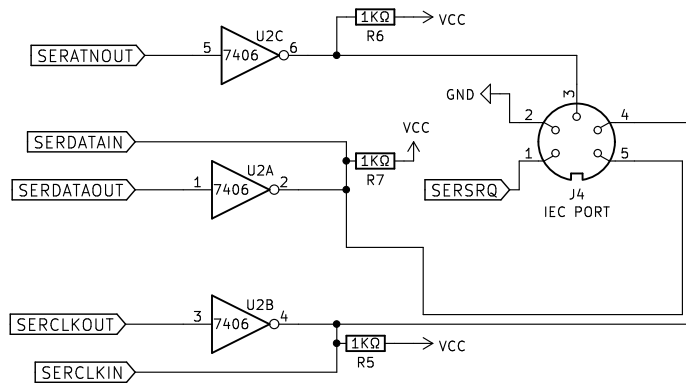 1KΩ
VCC
R6
U2C
SERATNOUT
5
7406
6
GND
3
2
4
1
5
SERSRQ
J4
IEC PORT
SERDATAIN
VCC
1KΩ
R7
U2A
SERDATAOUT
1
7406
2
U2B
SERCLKOUT
3
7406
4
1KΩ
VCC
R5
SERCLKIN